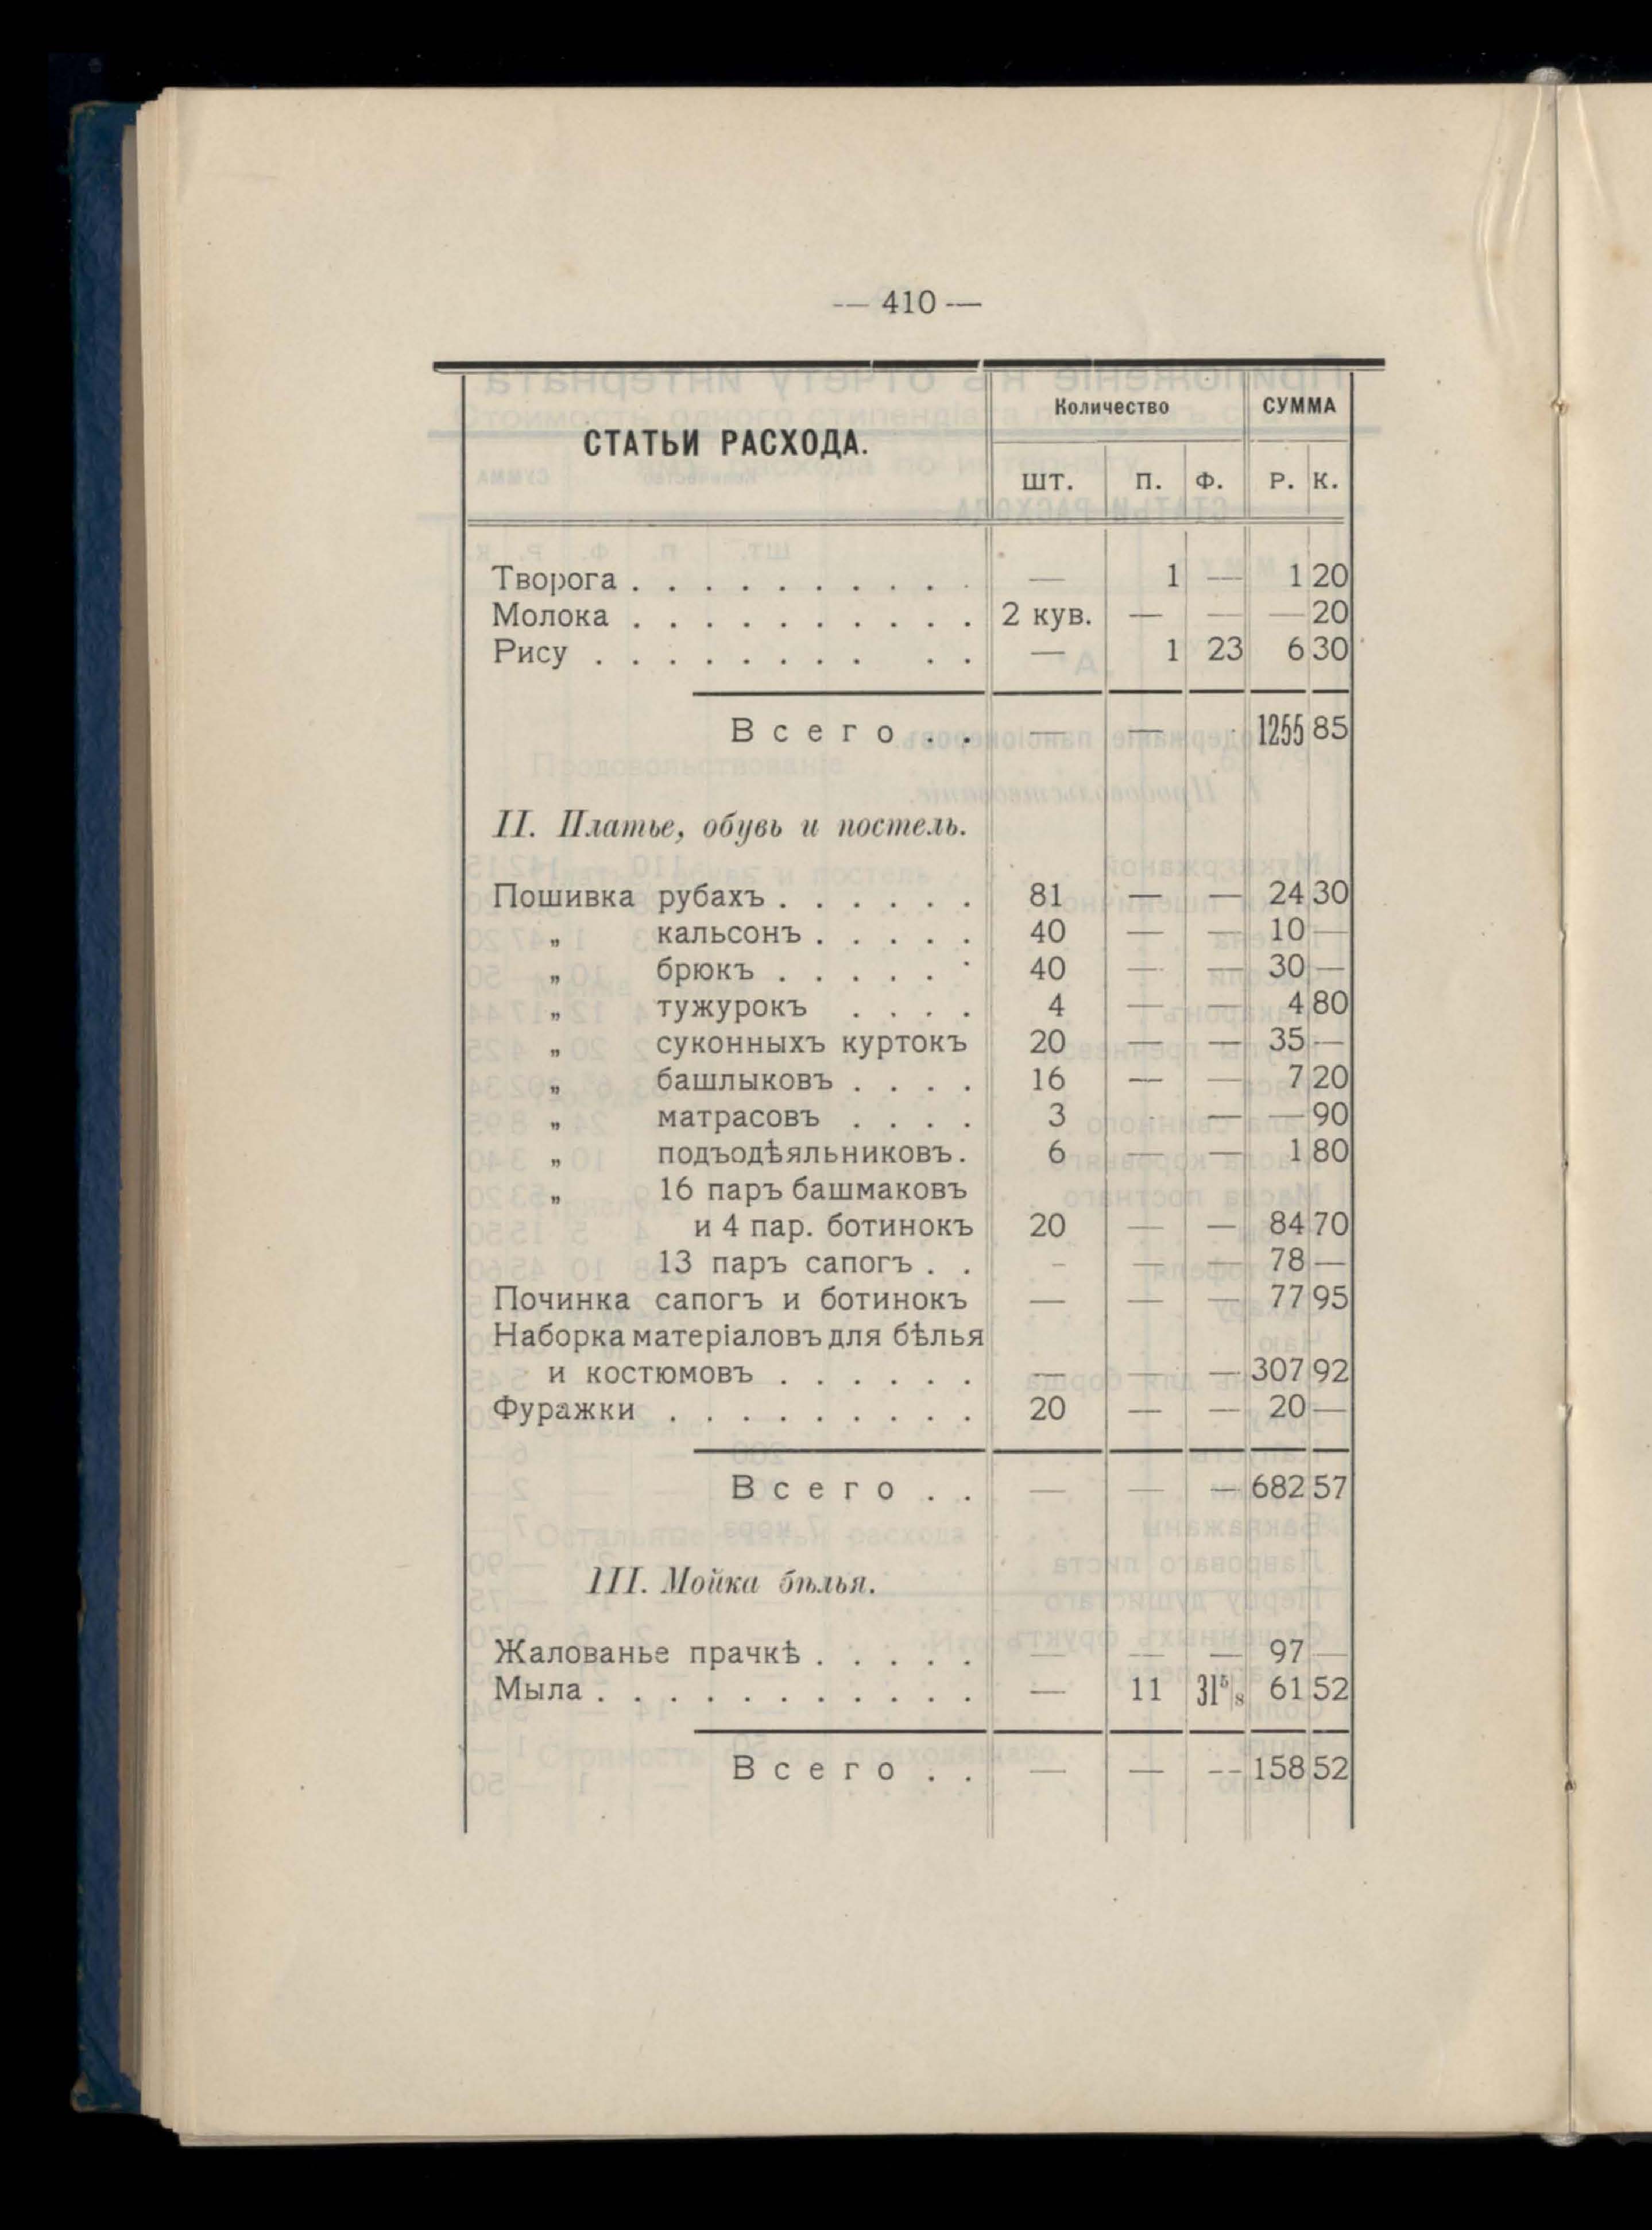 — 410 —
СТАТЬИ РАСХОДА. Количество СУММА
ШТ. П. Ф. Р. К.
Творога . . . . . . . . . . — 1 — 1 20
Молока . . . . . . . . . . 2 кув. — — — 20
Рису . . . . . . . . . . — 1 23 6 30
Всего . . — — 1255 85
II. Платье, обувь и постель.
Пошивка рубахъ . . . . . . 81 — — 24 30
„ кальсонъ . . . . . 40 — — 10 —
„ брюкъ . . . . . . 40 — — 30 —
„ тужурокъ . . . . 4 — — 4 80
„ суконныхъ куртокъ 20 — — 35 —
„ башлыковъ . . . . 16 — — 7 20
„ матрасовъ . . . . 3 — — — 90
„ подъодѣяльниковъ. 6 — — 1 80
„ 16 паръ башмаковъ
и 4 пар. ботинокъ 20 — — 84 70
13 паръ сапогъ . . — — — 78 —
Починка сапогъ и ботинокъ — — — 77 95
Наборка матеріаловъ для бѣлья
и костюмовъ . . . . . . — — — 307 92
Фуражки . . . . . . . . . 20 — — 20 —
Всего . . — — — 682 57
III. Мойка бѣлья.
Жалованье прачкѣ . . . . . — — — 97 —
Мыла . . . . . . . . . . . — 11 31⁵/₈ 61 52
Всего . . — — — 158 52